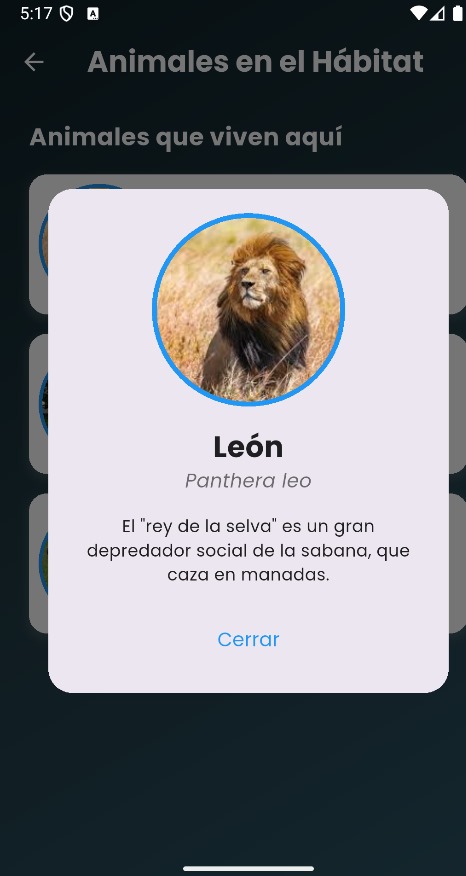 5:17
Animales en el Hábitat
Animales que viven aquí
León
Panthera leo
El "rey de la selva" es un gran
depredador social de la sabana, que
caza en manadas.
Cerrar